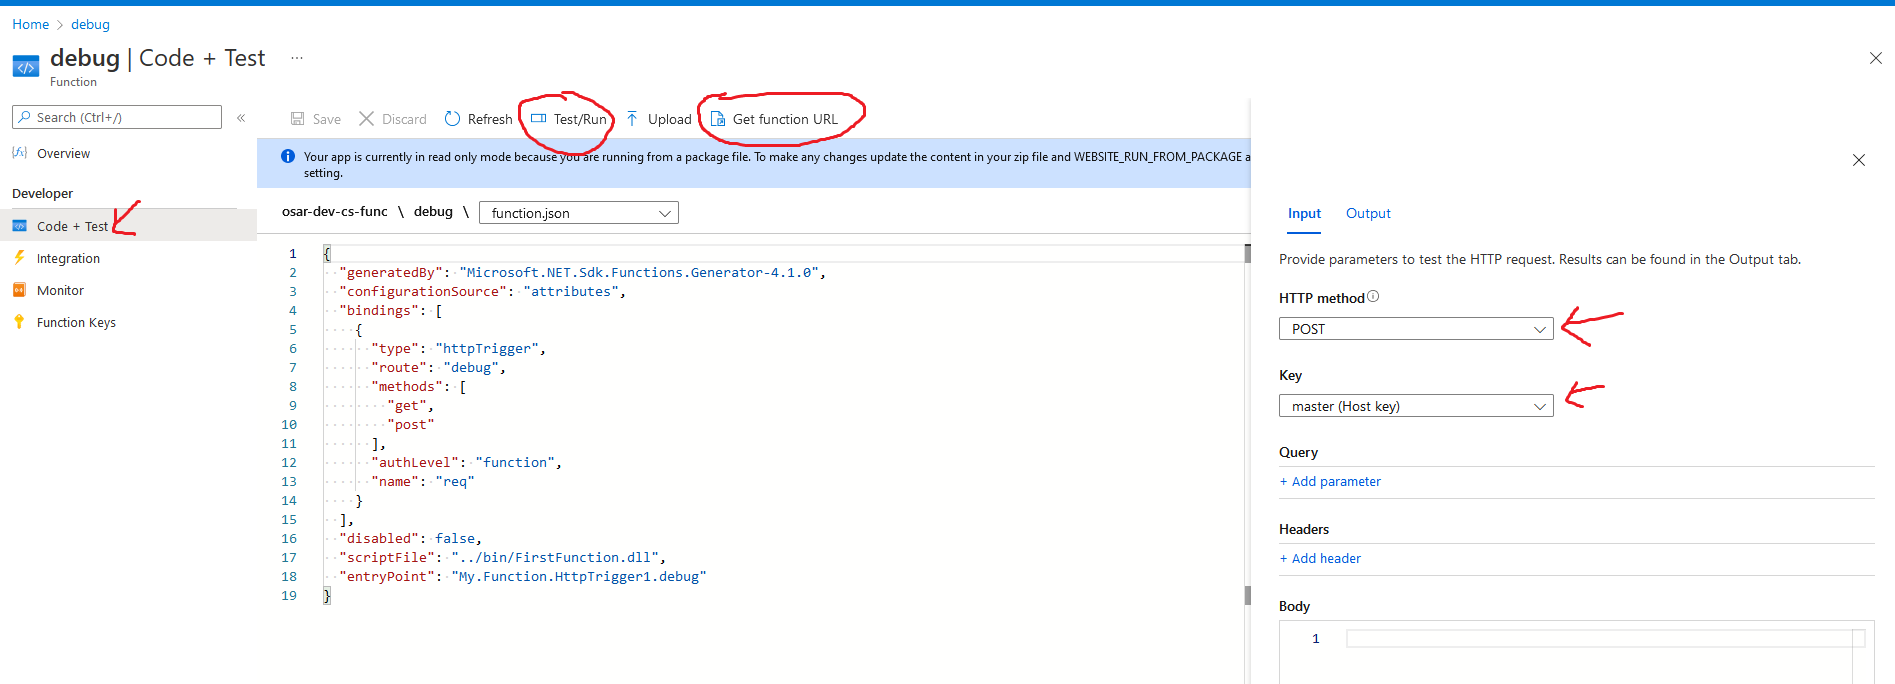 Home > debug
debug | Code + Test ...
Function
Search (Ctrl+/)
«
Overview
Developer
Code + Test
Integration
Monitor
Function Keys
Save Discard Refresh Test/Run Upload Get function URL
Your app is currently in read only mode because you are running from a package file. To make any changes update the content in your zip file and WEBSITE_RUN_FROM_PACKAGE a
setting.
osar-dev-cs-func \ debug \ function.json
1 {
2 "generatedBy": "Microsoft.NET.Sdk.Functions.Generator-4.1.0",
3 "configurationSource": "attributes",
4 "bindings": [
5 {
6 "type": "httpTrigger",
7 "route": "debug",
8 "methods": [
9 "get",
10 "post"
11 ],
12 "authLevel": "function",
13 "name": "req"
14 }
15 ],
16 "disabled": false,
17 "scriptFile": "../bin/FirstFunction.dll",
18 "entryPoint": "My.Function.HttpTrigger1.debug"
19 }
Input Output
Provide parameters to test the HTTP request. Results can be found in the Output tab.
HTTP method
POST
Key
master (Host key)
Query
+ Add parameter
Headers
+ Add header
Body
1